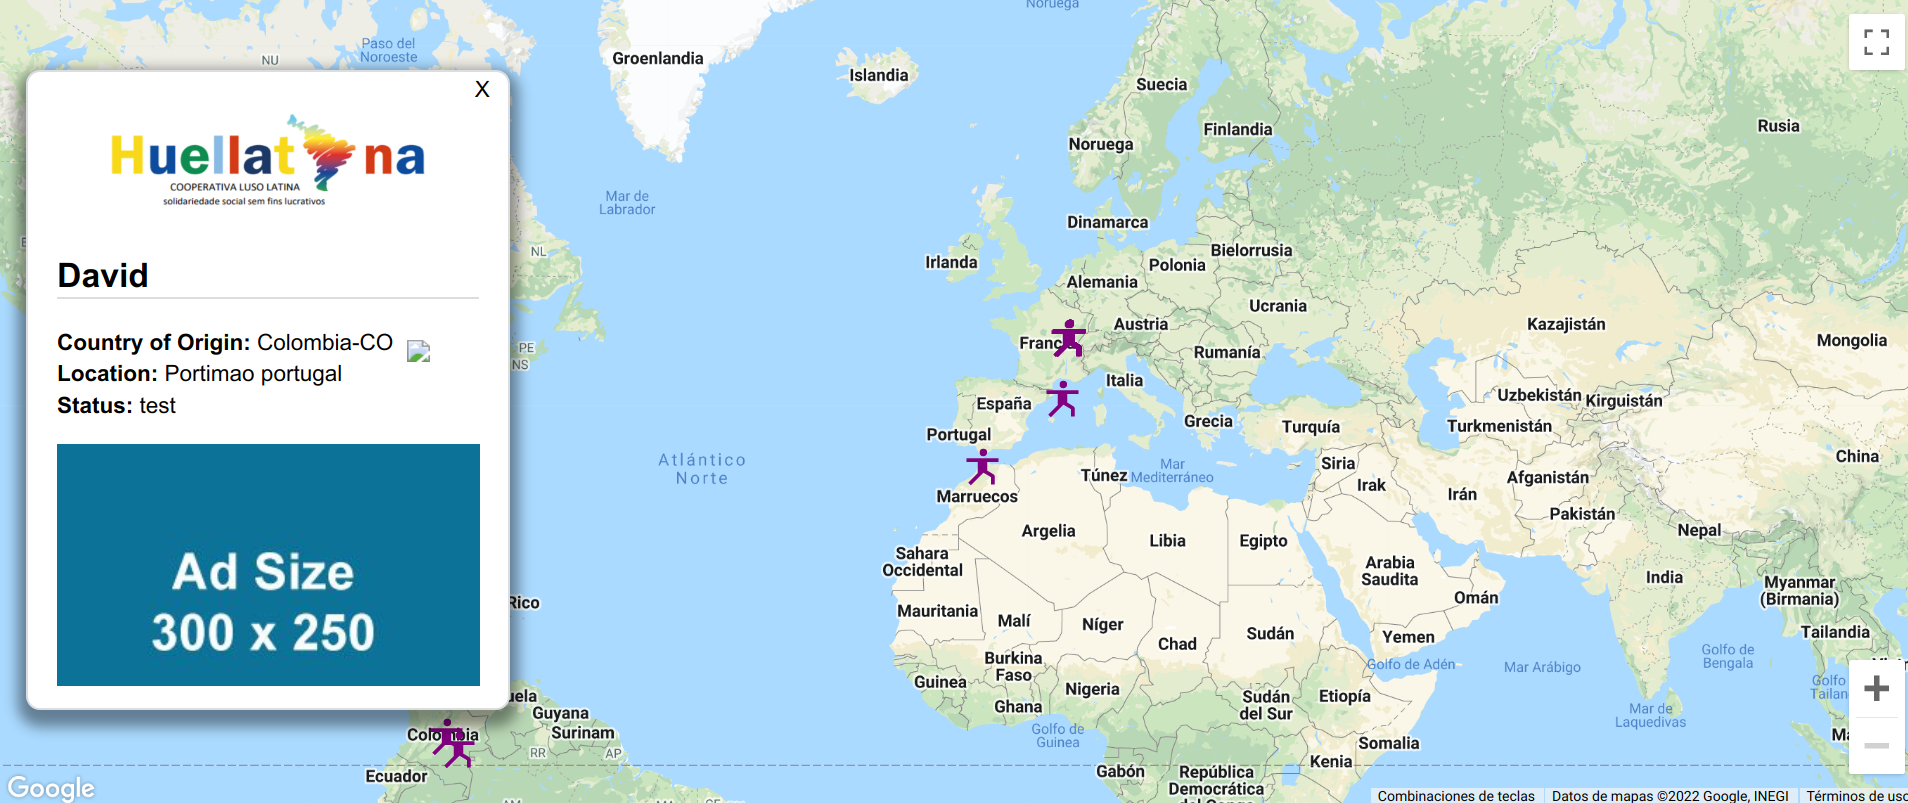 X
Huellat na
COOPERATIVA LUSO LATINA
solidariedade social sem fins lucrativos
David
Country of Origin: Colombia-CO
Location: Portimao portugal
Status: test
Ad Size
300 x 250
Noruega
Paso del
Noroeste
NU
Groenlandia
Islandia
Suecia
Finlandia
Rusia
Noruega
Mar de
Labrador
Dinamarca
NL
Irlanda
Bielorrusia
Polonia
Alemania
Ucrania
Austria
Kazajistán
Francia
PE
NS
Rumanía
Mongolia
Italia
España
Uzbekistán
Kirguistán
Grecia
Turquía
Turkmenistán
Portugal
Atlántico
Norte
Túnez
Mar
Mediterráneo
Siria
Irak
Irán
Afganistán
China
Marruecos
Pakistán
Argelia
Libia
Egipto
Nepal
Sahara
Occidental
Arabia
Saudita
India
Omán
Myanmar
(Birmania)
Rico
Mauritania
Malí
Níger
Chad
Sudán
Yemen
Tailandia
Golfo de Adén
Mar Arábigo
Golfo de
Bengala
Burkina
Faso
Guinea
Nigeria
Ghana
Sudán
del Sur
Etiopía
Golfo
Tailan
uela
Guyana
Surinam
Golfo de
Guinea
Mar de
Laquedivas
Colombia
RR
AP
Somalia
Ma
Ecuador
Gabón
República
Democrática
Kenia
AM
Google
Combinaciones de teclas
Datos de mapas ©2022 Google, INEGI
Términos de uso